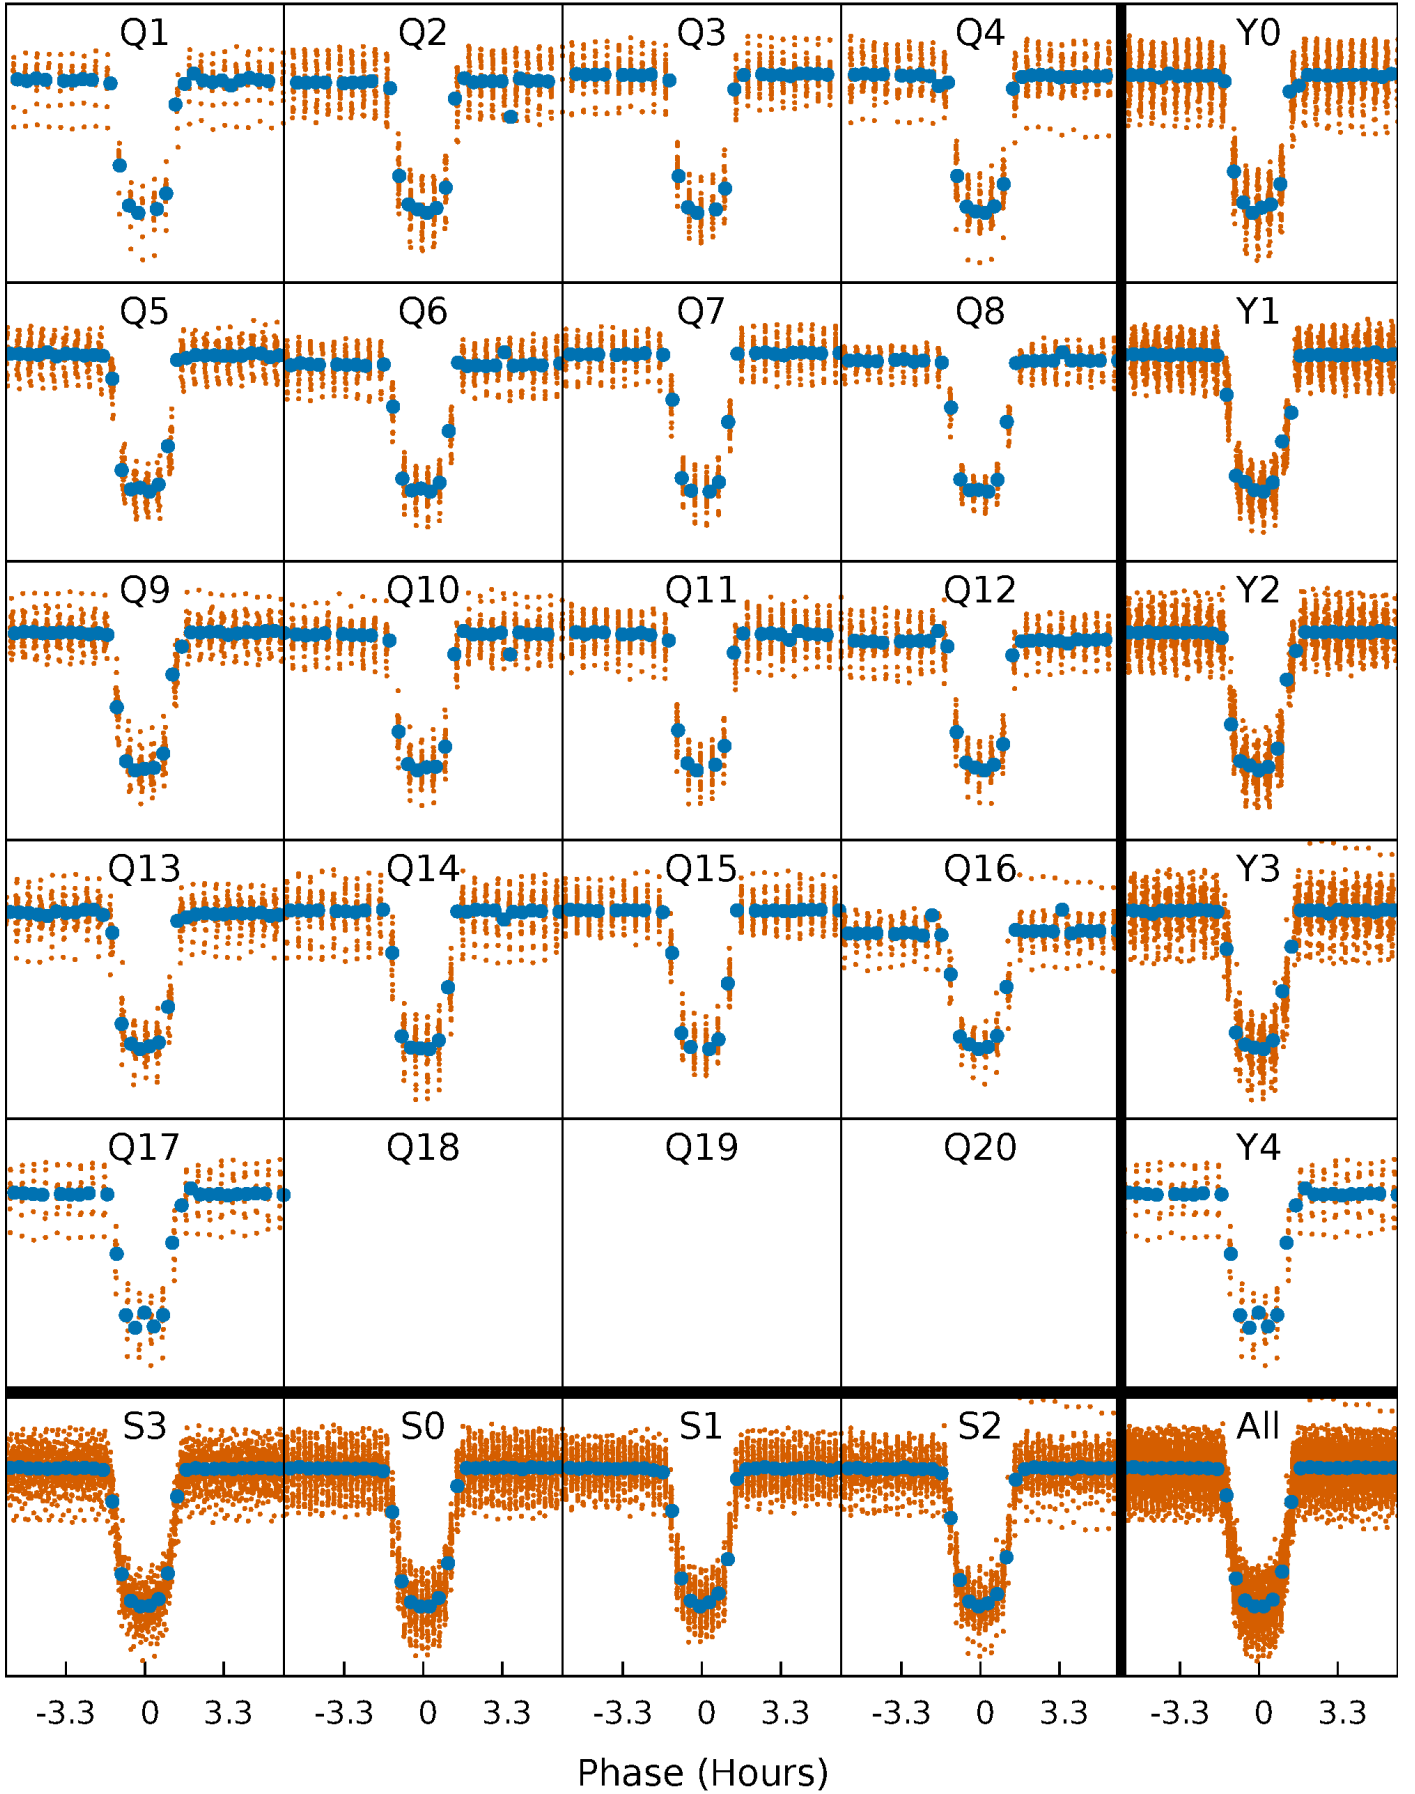 Q1 Q2 Q3 Q4 Y0
Q5 Q6 Q7 Q8 Y1
Q9 Q10 Q11 Q12 Y2
Q13 Q14 Q15 Q16 Y3
Q17 Q18 Q19 Q20 Y4
S3 S0 S1 S2 All
-3.3 0 3.3 -3.3 0 3.3 -3.3 0 3.3 -3.3 0 3.3 -3.3 0 3.3
Phase (Hours)